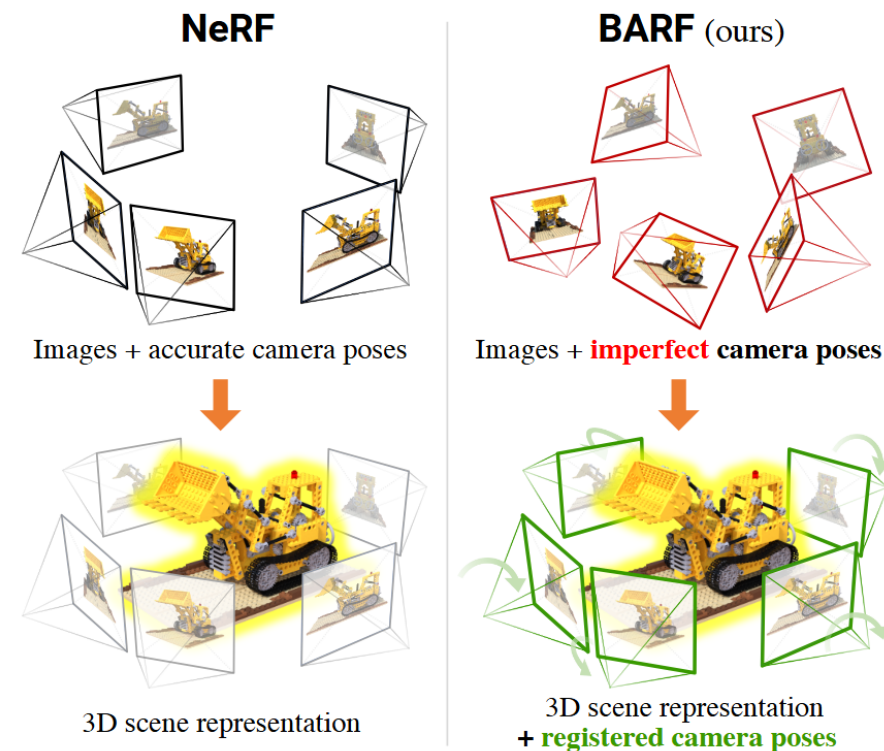 NeRF
Images + accurate camera poses
3D scene representation
BARF (ours)
Images + imperfect camera poses
3D scene representation
+ registered camera poses